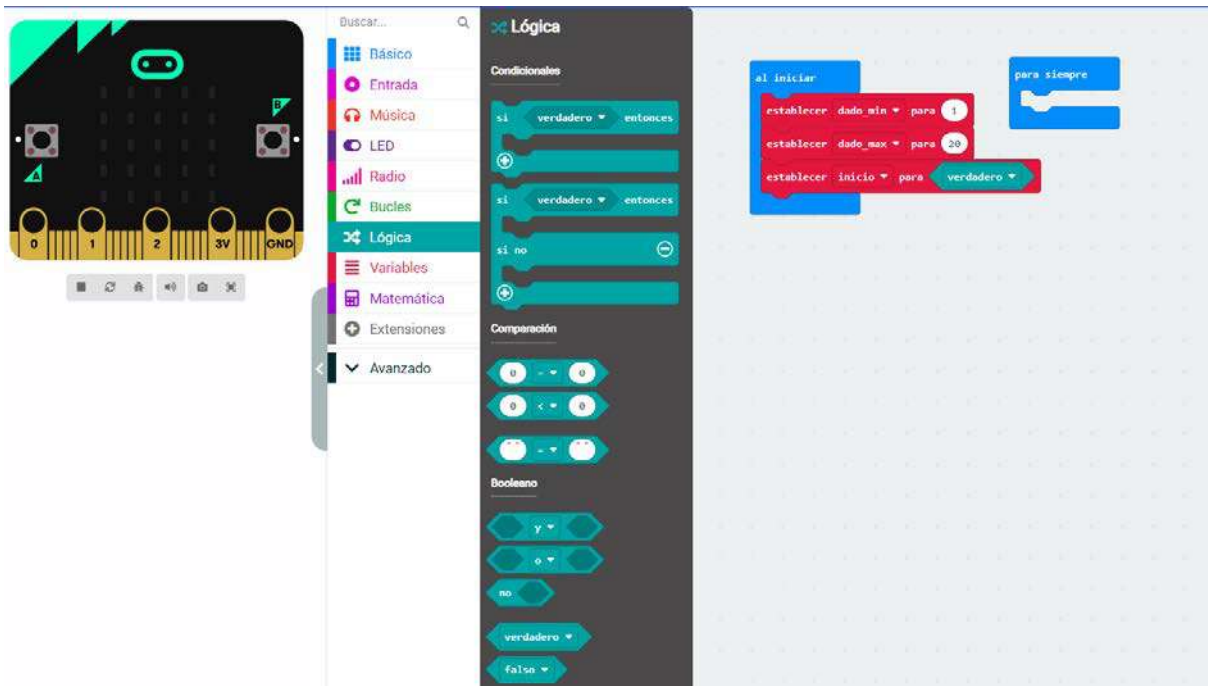 Buscar...
Básico
Entrada
Música
LED
Radio
Bucles
Lógica
Variables
Matemática
Extensiones
Avanzado
B
A
0 1 2 3V GND
Lógica
Condicionales
si verdadero entonces
si verdadero entonces
si no
Comparación
0 = 0
0 < 0
" " = " "
Booleano
y
o
no
verdadero
falso
al iniciar
establecer dado_min para 1
establecer dado_max para 20
establecer inicio para verdadero
para siempre